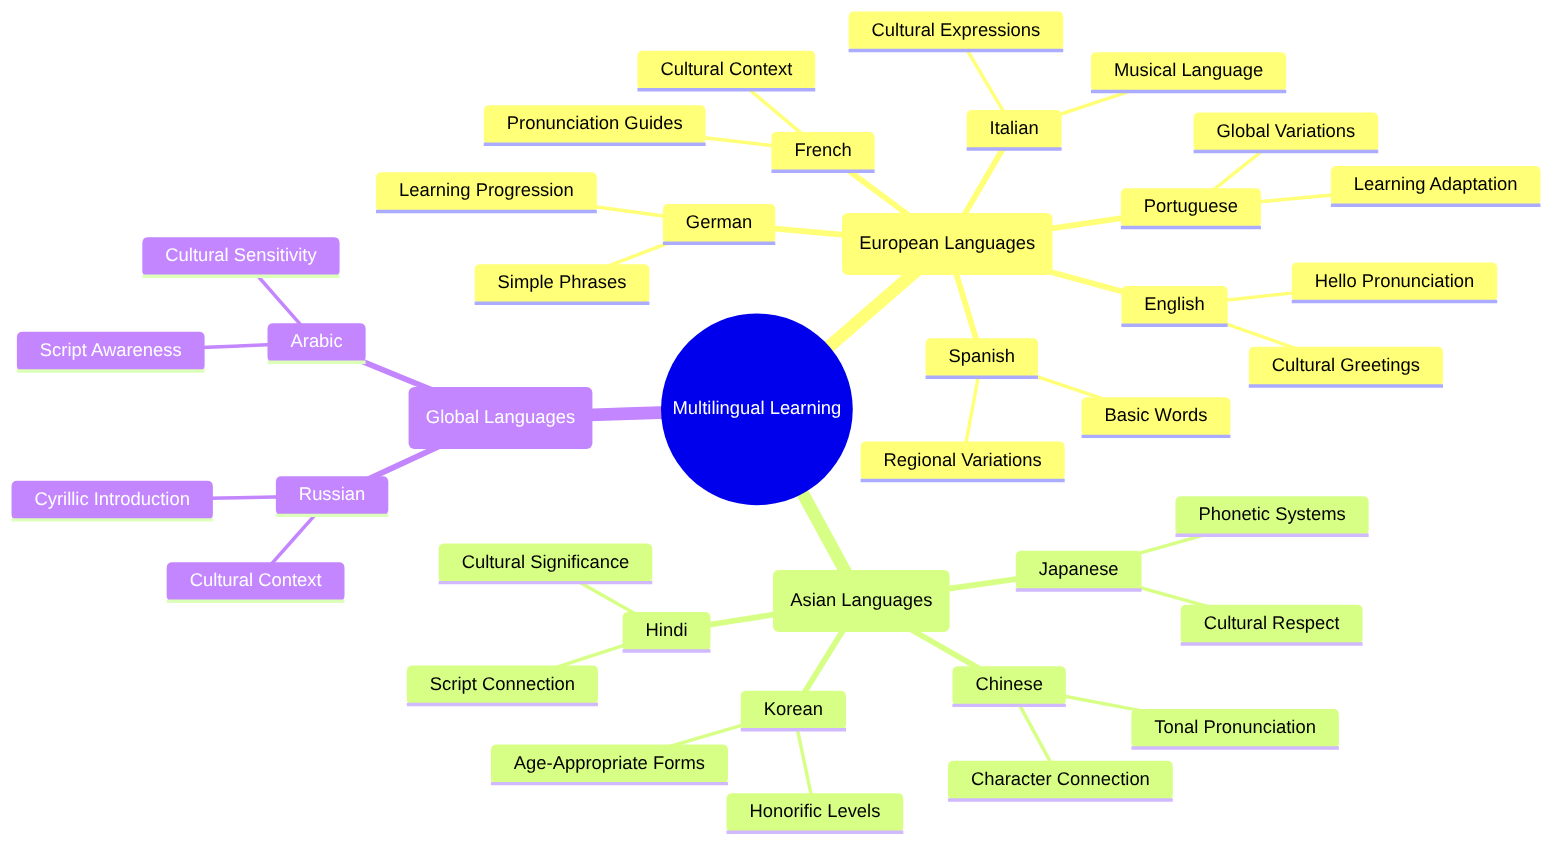 Multilingual Learning
European Languages
English
Hello Pronunciation
Cultural Greetings
Spanish
Basic Words
Regional Variations
French
Pronunciation Guides
Cultural Context
German
Learning Progression
Simple Phrases
Italian
Cultural Expressions
Musical Language
Portuguese
Global Variations
Learning Adaptation
Asian Languages
Japanese
Phonetic Systems
Cultural Respect
Chinese
Tonal Pronunciation
Character Connection
Korean
Honorific Levels
Age-Appropriate Forms
Hindi
Script Connection
Cultural Significance
Global Languages
Arabic
Script Awareness
Cultural Sensitivity
Russian
Cyrillic Introduction
Cultural Context